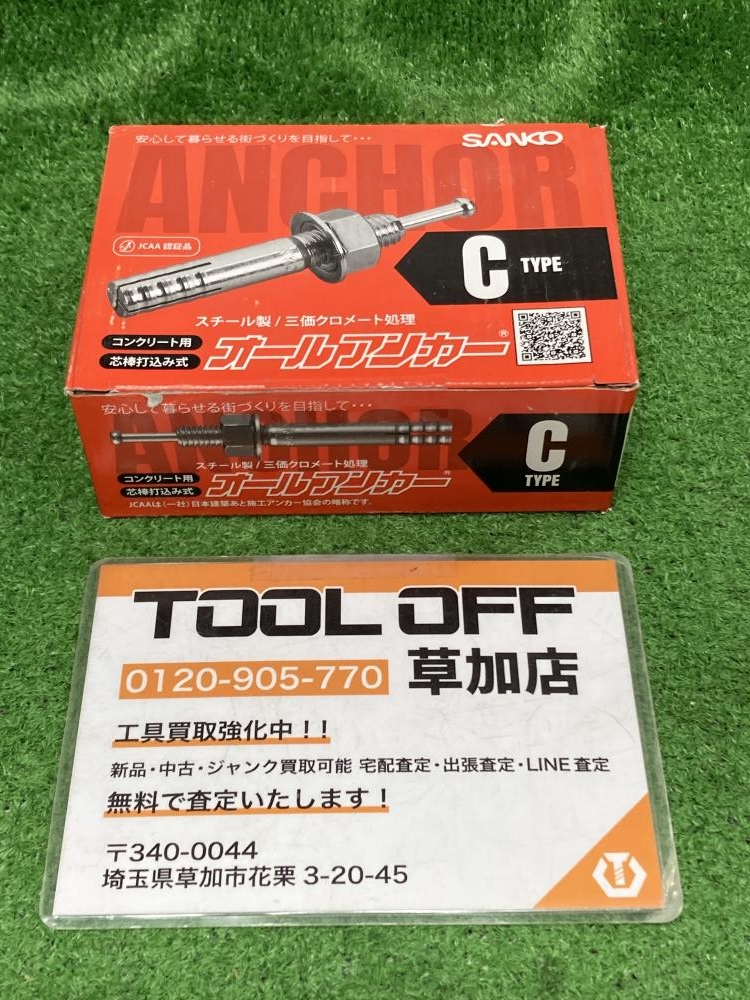 安心して暮らせる街づくりを目指して・・・
SANKO
ANCHOR
JCAA 認証品
C TYPE
スチール製/三価クロメート処理
コンクリート用
芯棒打込み式
オールアンカー®
安心して暮らせる街づくりを目指して・・・
ANCHOR
C
TYPE
スチール製/三価クロメート処理
コンクリート用
芯棒打込み式
オールアンカー®
JCAAは(一社)日本建築あと施工アンカー協会の略称です。
TOOL OFF
0120-905-770 草加店
工具買取強化中!!
新品・中古・ジャンク買取可能 宅配査定・出張査定・LINE査定
無料で査定いたします!
〒340-0044
埼玉県草加市花栗 3-20-45